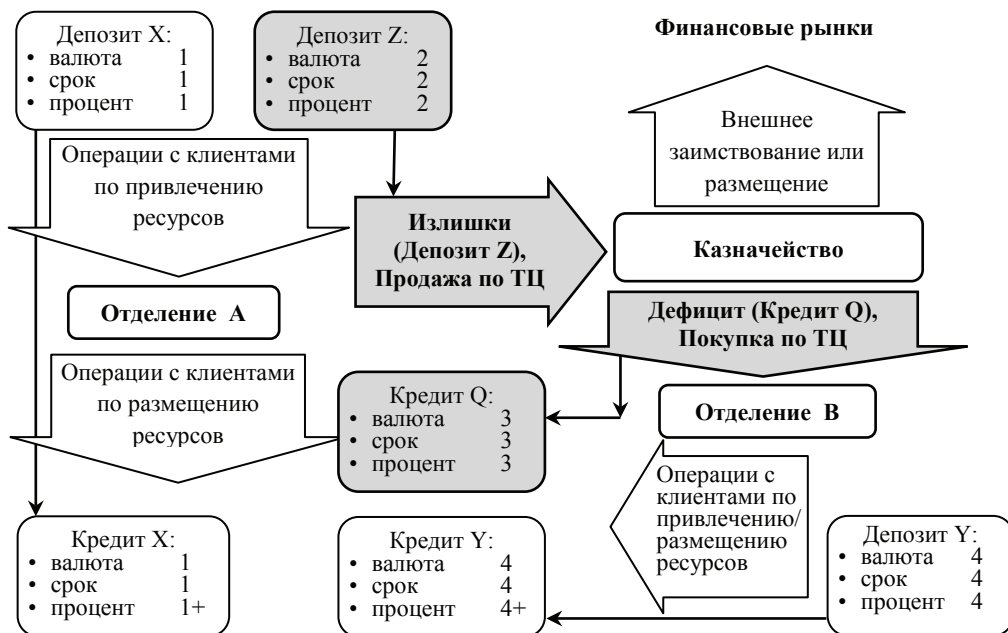 Депозит X:
• валюта 1
• срок 1
• процент 1
Депозит Z:
• валюта 2
• срок 2
• процент 2
Финансовые рынки
Операции с клиентами
по привлечению
ресурсов
Внешнее
заимствование или
размещение
Излишки
(Депозит Z),
Продажа по ТЦ
Казначейство
Отделение A
Дефицит (Кредит Q),
Покупка по ТЦ
Операции с клиентами
по размещению
ресурсов
Кредит Q:
• валюта 3
• срок 3
• процент 3
Отделение B
Операции с
клиентами по
привлечению/
размещению
ресурсов
Кредит X:
• валюта 1
• срок 1
• процент 1+
Кредит Y:
• валюта 4
• срок 4
• процент 4+
Депозит Y:
• валюта 4
• срок 4
• процент 4